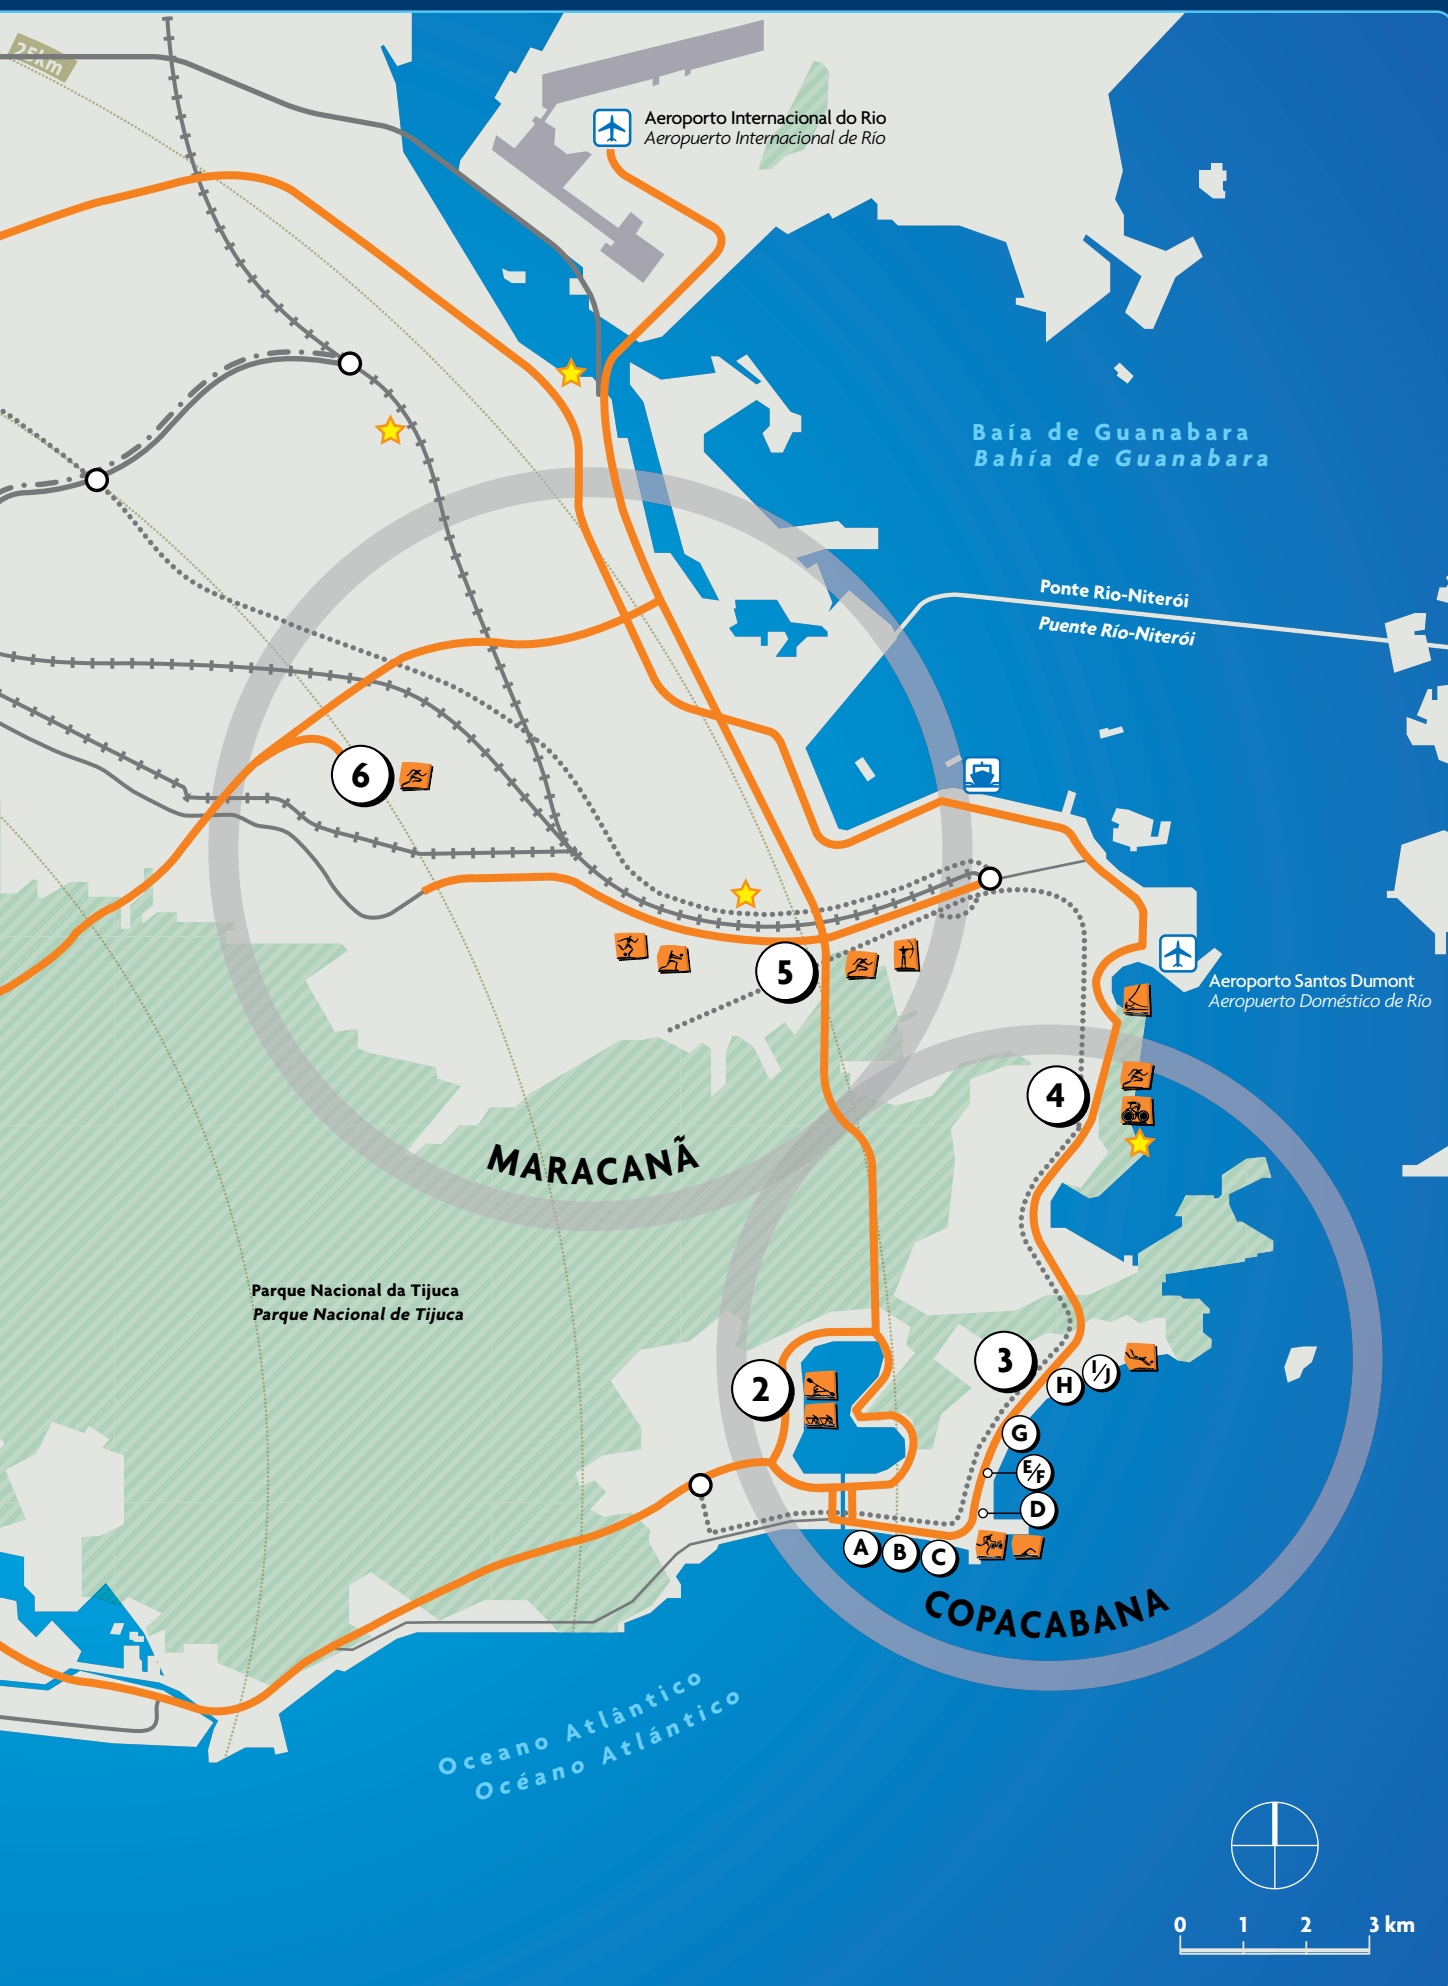 25km
Aeroporto Internacional do Rio
Aeropuerto Internacional de Río
Baía de Guanabara
Bahía de Guanabara
Ponte Rio-Niterói
Puente Río-Niterói
6
5
Aeroporto Santos Dumont
Aeropuerto Doméstico de Río
4
MARACANÃ
Parque Nacional da Tijuca
Parque Nacional de Tijuca
3
2
H
I/J
G
E/F
D
A
B
C
COPACABANA
Oceano Atlântico
Océano Atlántico
0 1 2 3 km